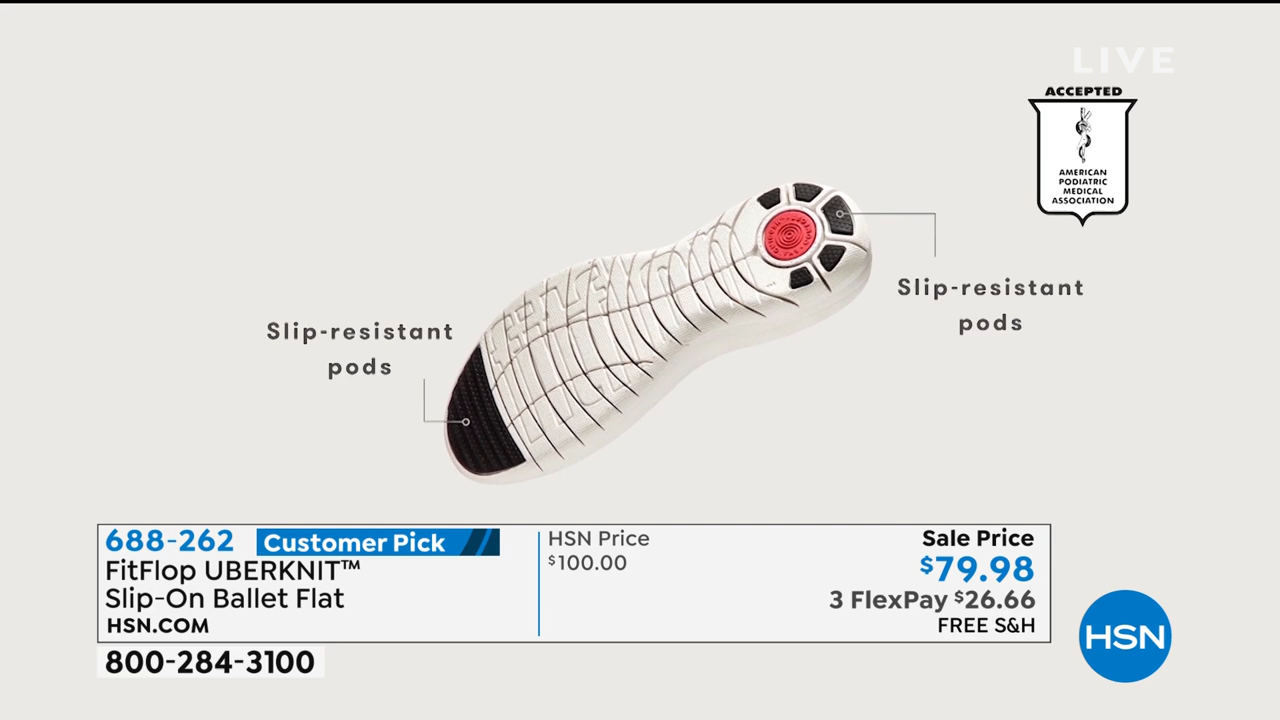 LIVE
ACCEPTED
AMERICAN
PODIATRIC
MEDICAL
ASSOCIATION
Slip-resistant
pods
Slip-resistant
pods
688-262
Customer Pick
FitFlop UBERKNIT™
Slip-On Ballet Flat
HSN.COM
HSN Price
$100.00
Sale Price
$79.98
3 FlexPay $26.66
FREE S&H
800-284-3100
HSN